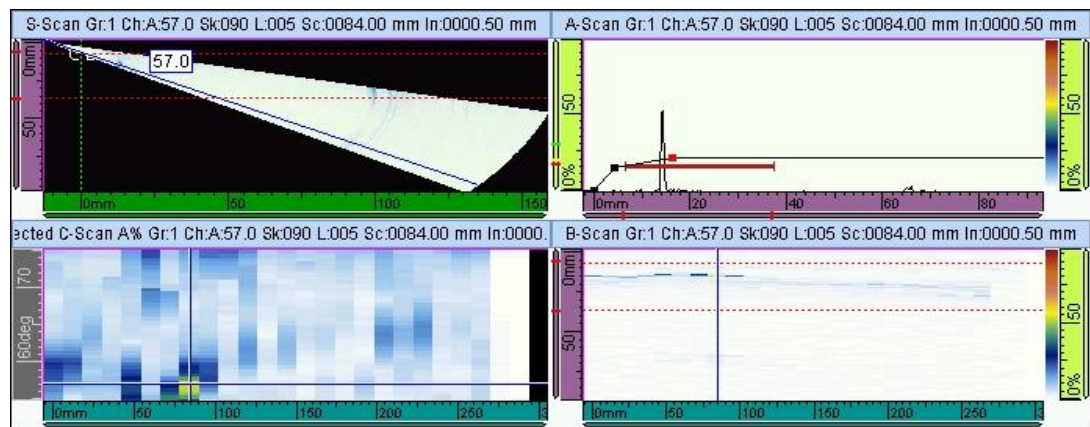 S-Scan Gr:1 Ch:A:57.0 Sk:090 L:005 Sc:0084.00 mm In:0000.50 mm
57.0
0mm
50
0mm 50 100 150
A-Scan Gr:1 Ch:A:57.0 Sk:090 L:005 Sc:0084.00 mm In:0000.50 mm
50
0%
0mm 20 40 60 80
50
0%
ected C-Scan A% Gr:1 Ch:A:57.0 Sk:090 L:005 Sc:0084.00 mm In:0000.
70
60deg
0mm 50 100 150 200 250 3
B-Scan Gr:1 Ch:A:57.0 Sk:090 L:005 Sc:0084.00 mm In:0000.50 mm
0mm
50
0mm 50 100 150 200 250 3
50
0%